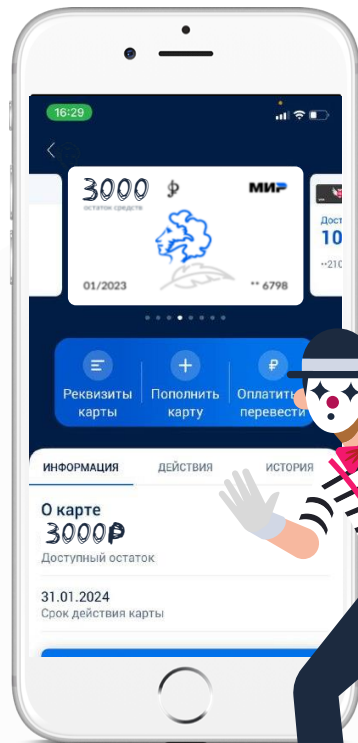 16:29
3000 ₽
МИР
остаток средств
Дост
10
01/2023
** 6798
··210
Реквизиты карты
Пополнить карту
Оплатить
перевести
ИНФОРМАЦИЯ
ДЕЙСТВИЯ
ИСТОРИЯ
О карте
3000₽
Доступный остаток
31.01.2024
Срок действия карты